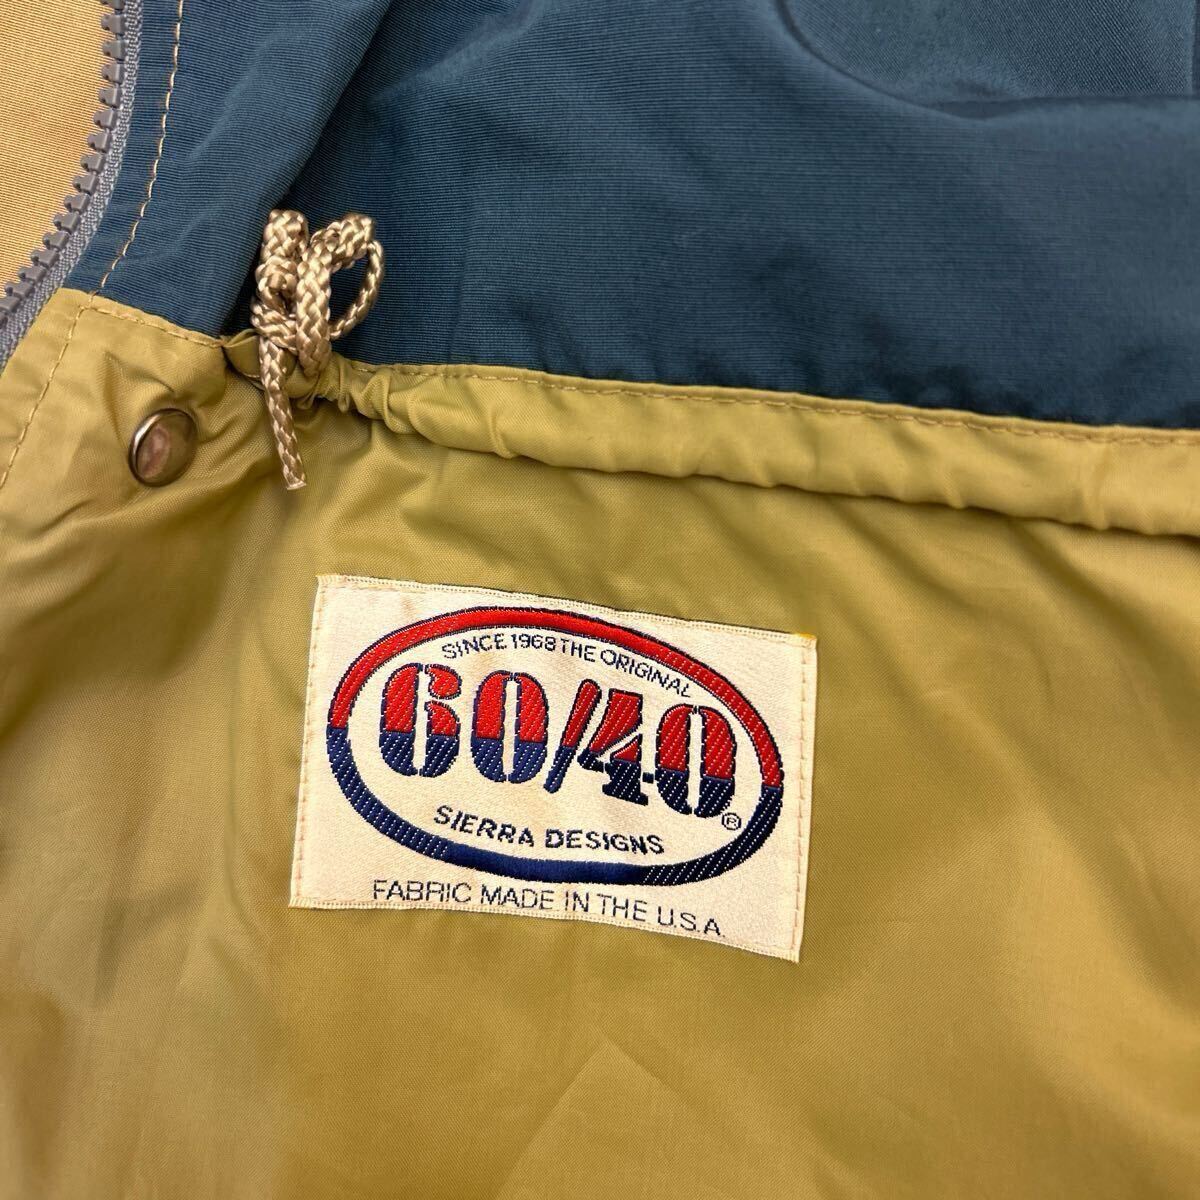 SINCE 1968 THE ORIGINAL
60/40®
SIERRA DESIGNS
FABRIC MADE IN THE U.S.A.